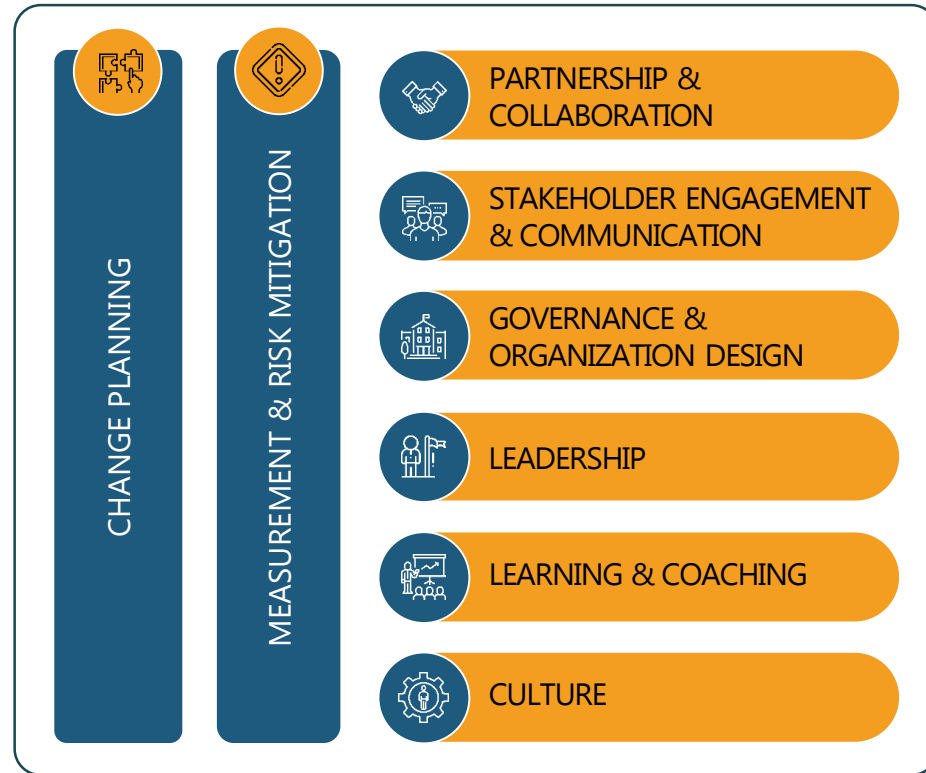 CHANGE PLANNING
MEASUREMENT & RISK MITIGATION
PARTNERSHIP &
COLLABORATION
STAKEHOLDER ENGAGEMENT
& COMMUNICATION
GOVERNANCE &
ORGANIZATION DESIGN
LEADERSHIP
LEARNING & COACHING
CULTURE